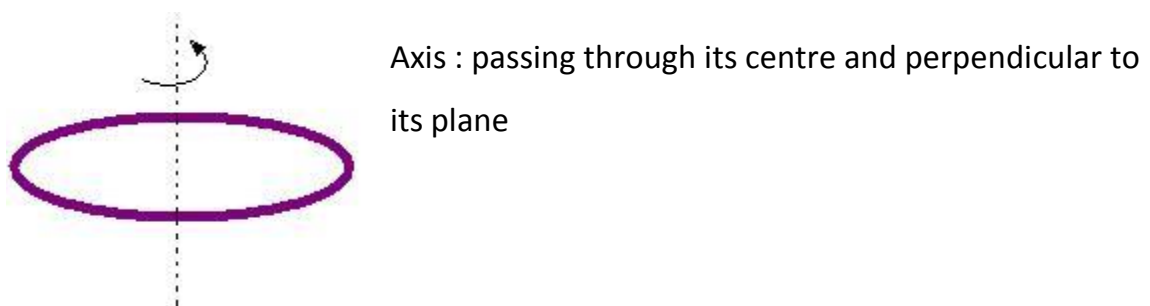 Axis : passing through its centre and perpendicular to
its plane